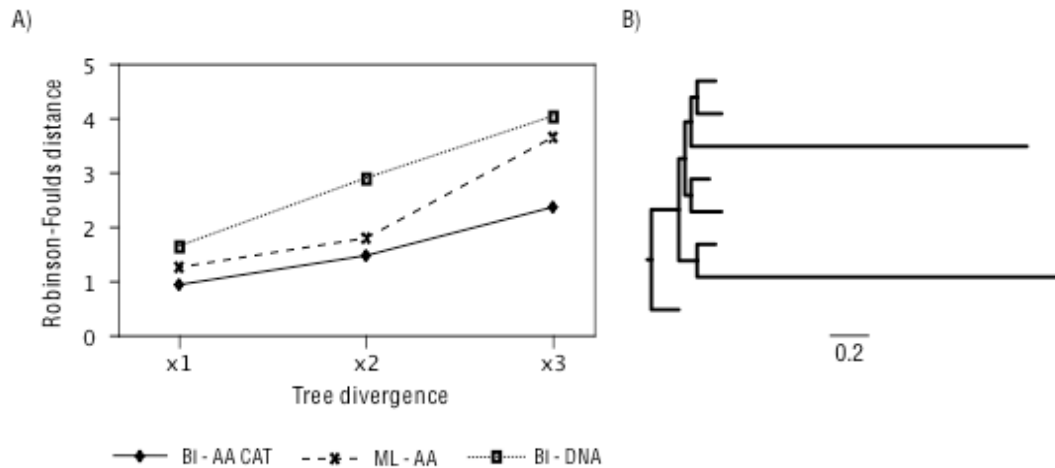 A)
B)
Robinson-Foulds distance
5
4
3
2
1
0
x1 x2 x3
Tree divergence
0.2
BI - AA CAT ML - AA BI - DNA